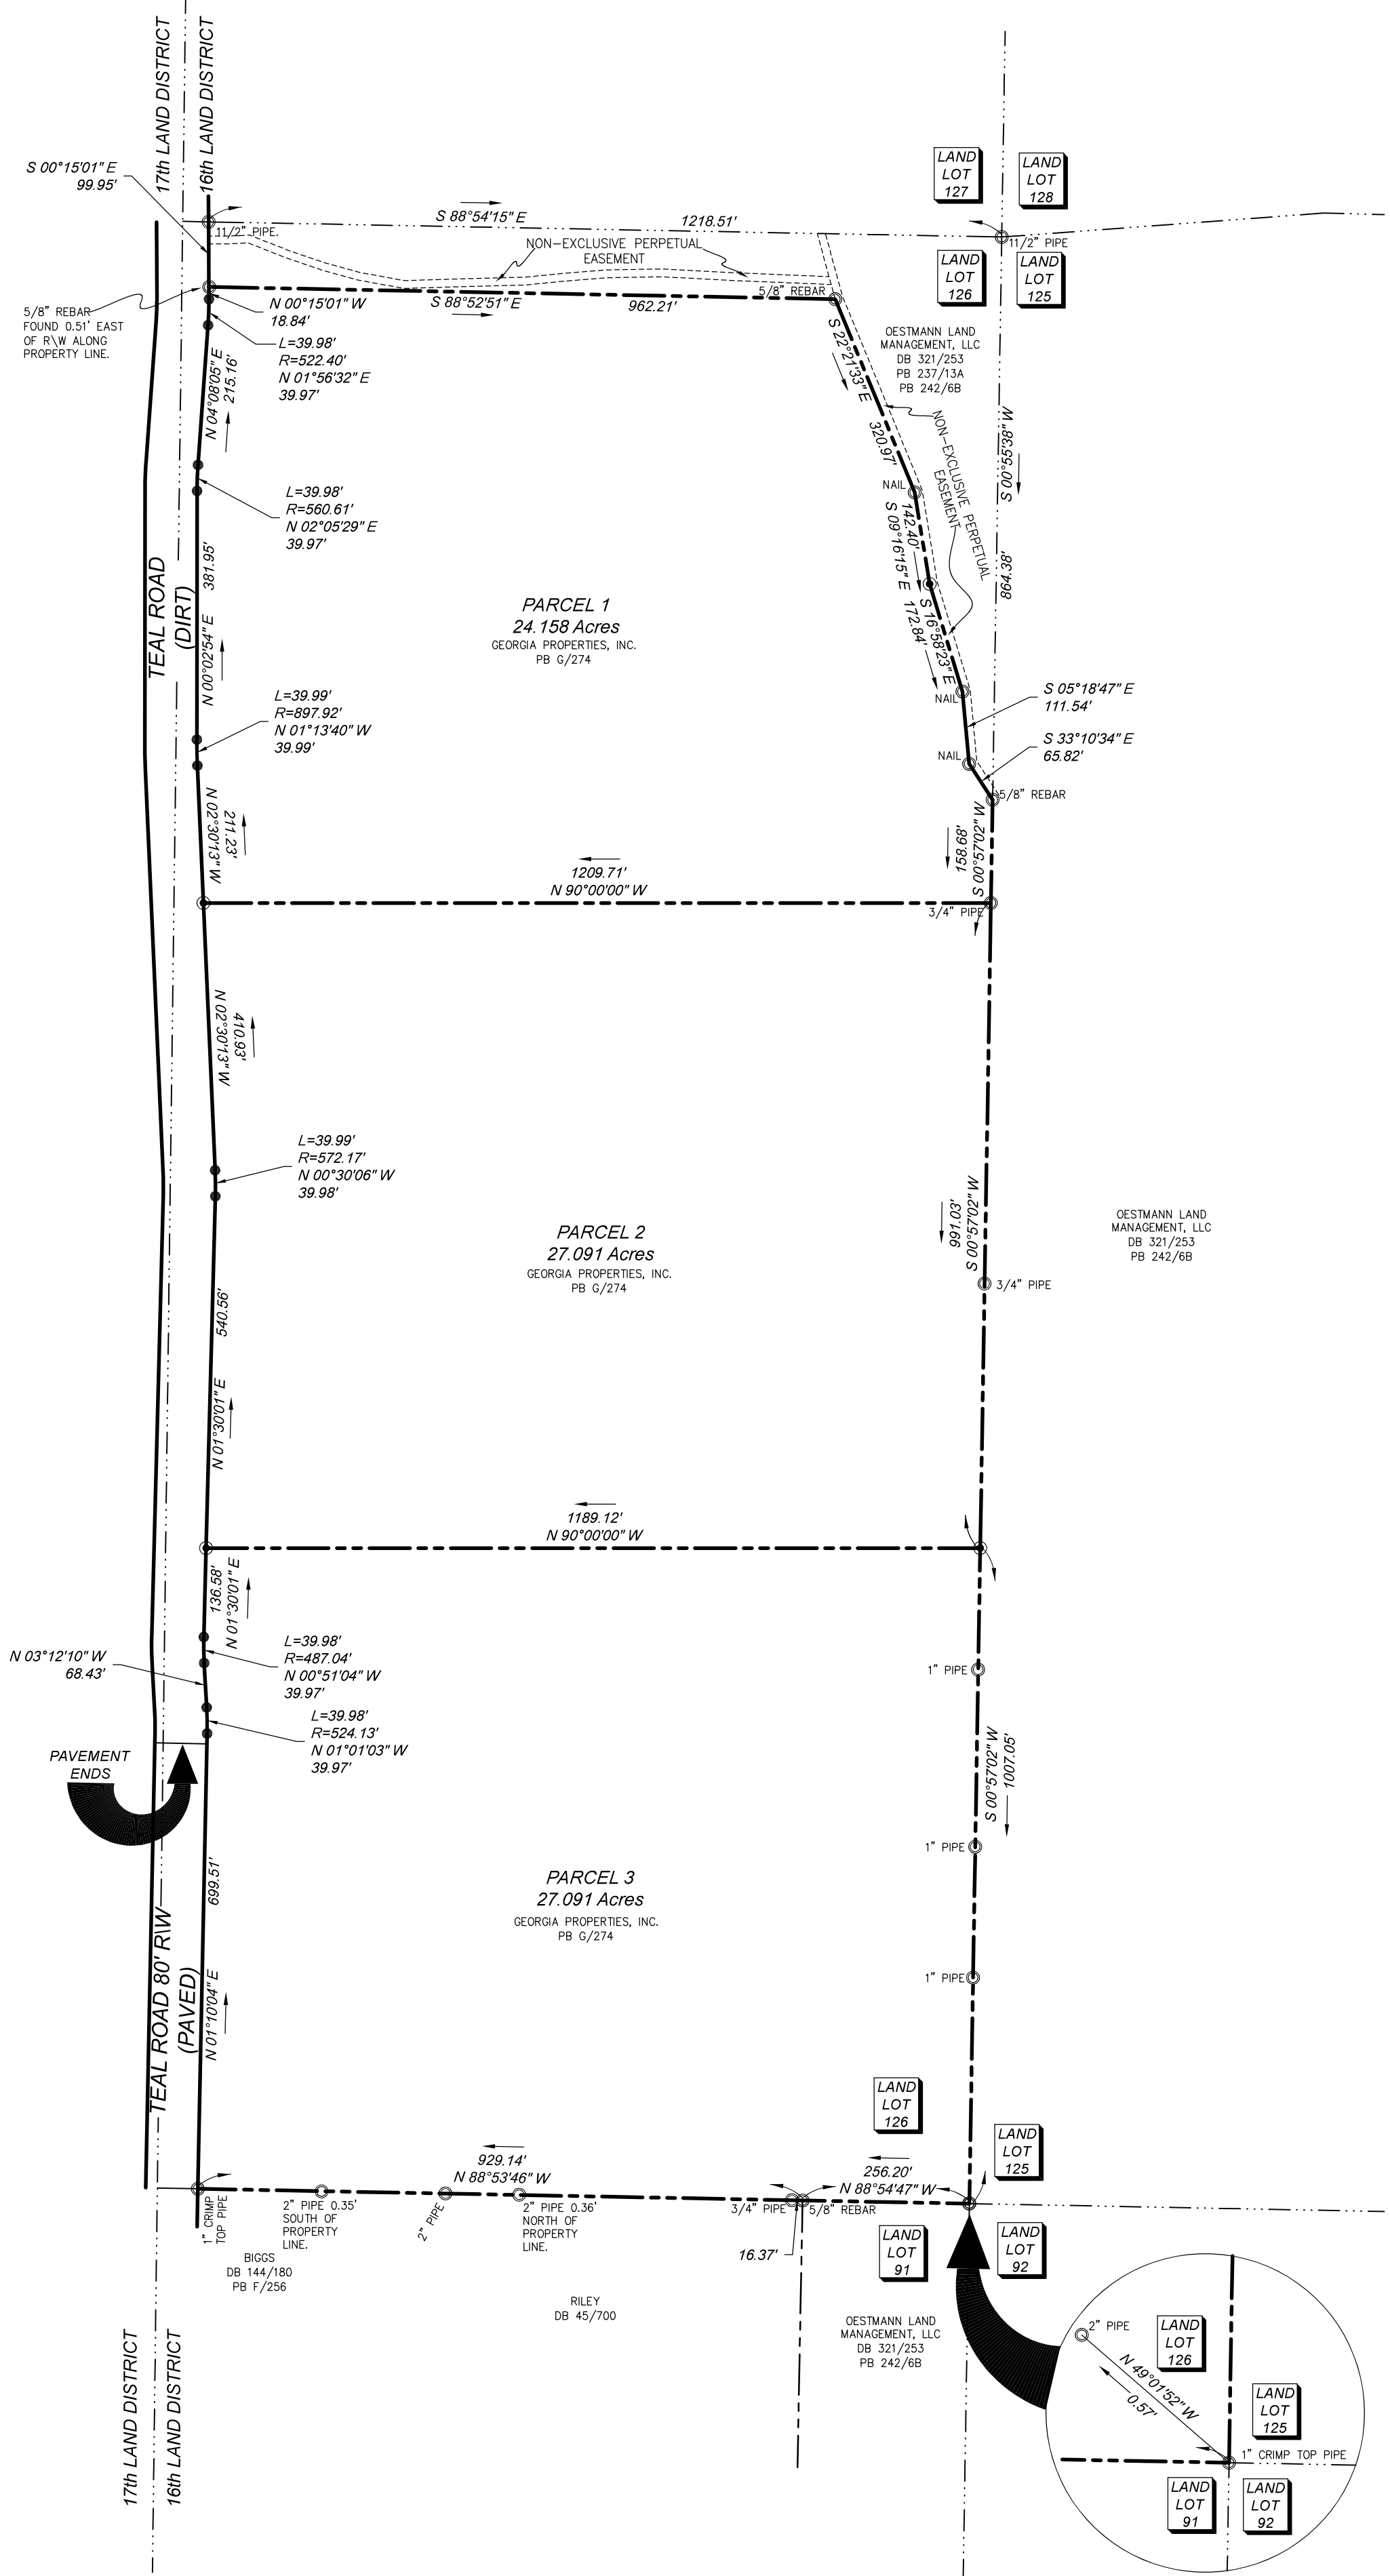 17th LAND DISTRICT
16th LAND DISTRICT
S 00°15'01" E
99.95'
LAND
LOT
127
LAND
LOT
128
S 88°54'15" E
1218.51'
11/2" PIPE.
11/2" PIPE
NON-EXCLUSIVE PERPETUAL
EASEMENT
LAND
LOT
126
LAND
LOT
125
5/8" REBAR
FOUND 0.51' EAST
OF R\W ALONG
PROPERTY LINE.
N 00°15'01" W
18.84'
S 88°52'51" E
962.21'
5/8" REBAR
L=39.98'
R=522.40'
N 01°56'32" E
39.97'
N 04°08'05" E
215.16'
S 22°21'33" E
320.97'
OESTMANN LAND
MANAGEMENT, LLC
DB 321/253
PB 237/13A
PB 242/6B
NON-EXCLUSIVE PERPETUAL
EASEMENT
S 00°55'38" W
864.38'
L=39.98'
R=560.61'
N 02°05'29" E
39.97'
NAIL
142.40'
S 09°16'15" E
TEAL ROAD
(DIRT)
381.95'
N 00°02'54" E
PARCEL 1
24.158 Acres
GEORGIA PROPERTIES, INC.
PB G/274
S 16°58'23" E
172.84'
NAIL
S 05°18'47" E
111.54'
L=39.99'
R=897.92'
N 01°13'40" W
39.99'
NAIL
S 33°10'34" E
65.82'
5/8" REBAR
N 02°30'13" W
211.23'
158.68'
S 00°57'02" W
1209.71'
N 90°00'00" W
3/4" PIPE
N 02°30'13" W
410.93'
L=39.99'
R=572.17'
N 00°30'06" W
39.98'
PARCEL 2
27.091 Acres
GEORGIA PROPERTIES, INC.
PB G/274
991.03'
S 00°57'02" W
OESTMANN LAND
MANAGEMENT, LLC
DB 321/253
PB 242/6B
3/4" PIPE
540.56'
N 01°30'01" E
1189.12'
N 90°00'00" W
136.58'
N 01°30'01" E
N 03°12'10" W
68.43'
L=39.98'
R=487.04'
N 00°51'04" W
39.97'
1" PIPE
L=39.98'
R=524.13'
N 01°01'03" W
39.97'
PAVEMENT
ENDS
S 00°57'02" W
1007.05'
1" PIPE
699.51'
N 01°10'04" E
PARCEL 3
27.091 Acres
GEORGIA PROPERTIES, INC.
PB G/274
TEAL ROAD 80' R\W
(PAVED)
1" PIPE
LAND
LOT
126
LAND
LOT
125
929.14'
N 88°53'46" W
256.20'
N 88°54'47" W
1" CRIMP
TOP PIPE
2" PIPE 0.35'
SOUTH OF
PROPERTY
LINE.
2" PIPE
2" PIPE 0.36'
NORTH OF
PROPERTY
LINE.
3/4" PIPE
5/8" REBAR
16.37'
LAND
LOT
91
LAND
LOT
92
BIGGS
DB 144/180
PB F/256
RILEY
DB 45/700
OESTMANN LAND
MANAGEMENT, LLC
DB 321/253
PB 242/6B
2" PIPE
LAND
LOT
126
N 49°01'52" W
0.57'
LAND
LOT
125
1" CRIMP TOP PIPE
LAND
LOT
91
LAND
LOT
92
17th LAND DISTRICT
16th LAND DISTRICT